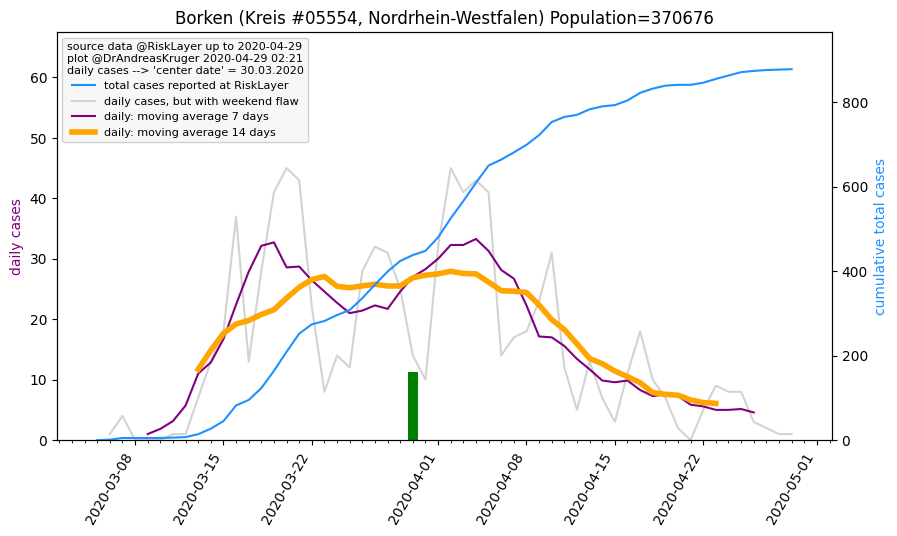 Borken (Kreis #05554, Nordrhein-Westfalen) Population=370676
source data @RiskLayer up to 2020-04-29
plot @DrAndreasKruger 2020-04-29 02:21
daily cases --> 'center date' = 30.03.2020
total cases reported at RiskLayer
daily cases, but with weekend flaw
daily: moving average 7 days
daily: moving average 14 days
daily cases
60
50
40
30
20
10
0
cumulative total cases
800
600
400
200
0
2020-03-08
2020-03-15
2020-03-22
2020-04-01
2020-04-08
2020-04-15
2020-04-22
2020-05-01